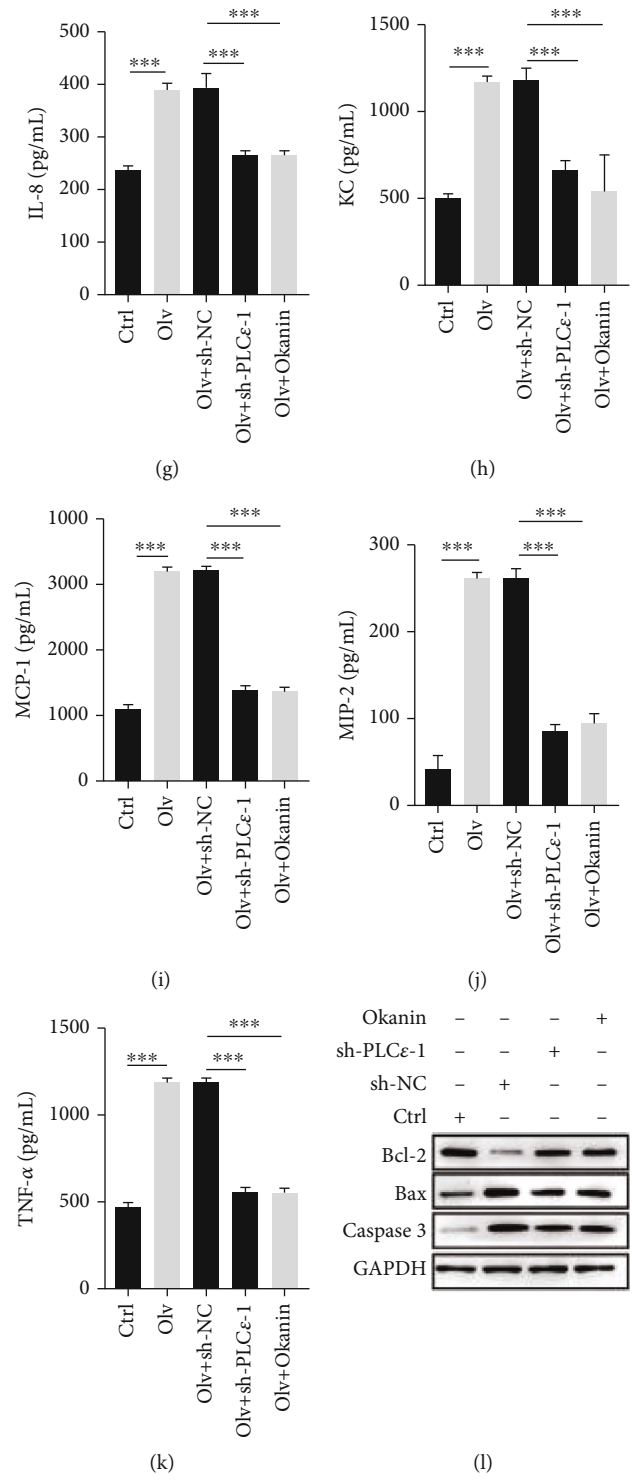 500
400
300
200
100
0
IL-8 (pg/mL)
***
***
***
Ctrl
Olv
Olv+sh-NC
Olv+sh-PLCε-1
Olv+Okanin
(g)
1500
1000
500
0
KC (pg/mL)
***
***
***
Ctrl
Olv
Olv+sh-NC
Olv+sh-PLCε-1
Olv+Okanin
(h)
1000
3000
2000
1000
0
MCP-1 (pg/mL)
***
***
***
Ctrl
Olv
Olv+sh-NC
Olv+sh-PLCε-1
Olv+Okanin
(i)
300
200
100
0
MIP-2 (pg/mL)
***
***
***
Ctrl
Olv
Olv+sh-NC
Olv+sh-PLCε-1
Olv+Okanin
(j)
1500
1000
500
0
TNF-α (pg/mL)
***
***
***
Ctrl
Olv
Olv+sh-NC
Olv+sh-PLCε-1
Olv+Okanin
(k)
Okanin – – – +
sh-PLCε-1 – – + –
sh-NC – + – –
Ctrl + – – –
Bcl-2
Bax
Caspase 3
GAPDH
(l)